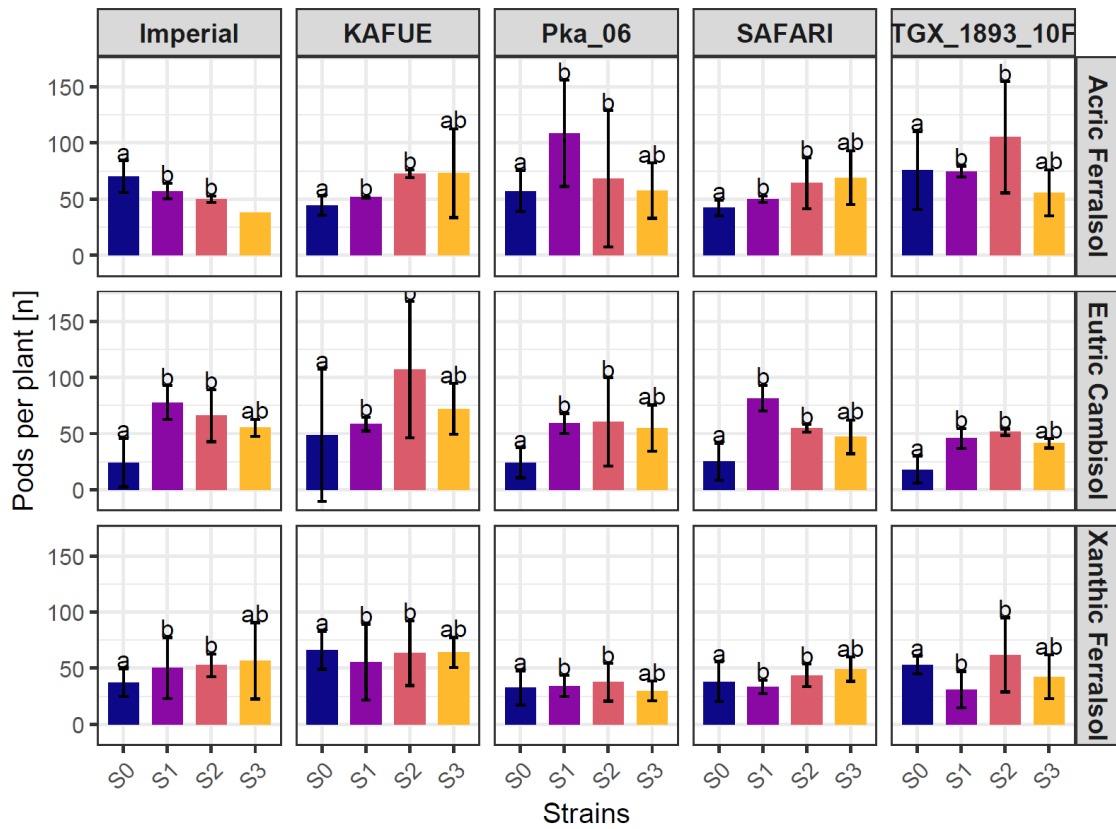 Imperial KAFUE Pka_06 SAFARI TGX_1893_10F
Pods per plant [n]
150
100
50
0
a b b
a b b ab
a b b ab
a b b ab
a b b ab
Acric Ferralsol
150
100
50
0
a b b ab
a b b ab
a b b ab
a b b ab
a b b ab
Eutric Cambisol
150
100
50
0
a b b ab
a b b ab
a b b ab
a b b ab
a b b ab
Xanthic Ferralsol
S0 S1 S2 S3 S0 S1 S2 S3 S0 S1 S2 S3 S0 S1 S2 S3 S0 S1 S2 S3
Strains